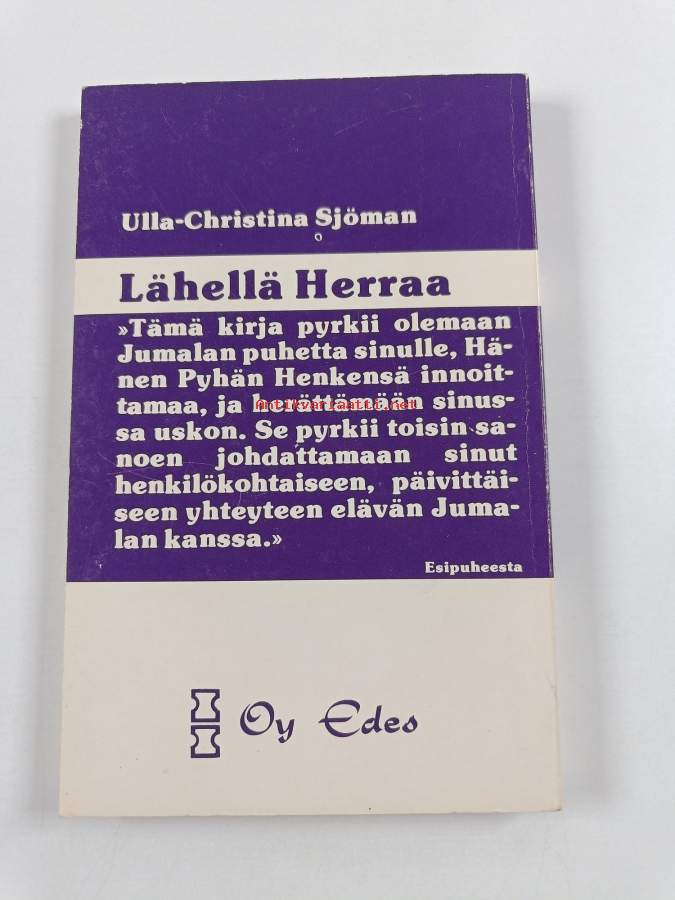 Ulla-Christina Sjöman
Lähellä Herraa
»Tämä kirja pyrkii olemaan
Jumalan puhetta sinulle, Hä-
nen Pyhän Henkensä innoit-
tamaa, ja sinus-
Antikvariaatti.net
sa uskon. Se pyrkii toisin sa-
noen johdattamaan sinut
henkilökohtaiseen, päivittäi-
seen yhteyteen elävän Juma-
lan kanssa.»
Esipuheesta
Oy Edes